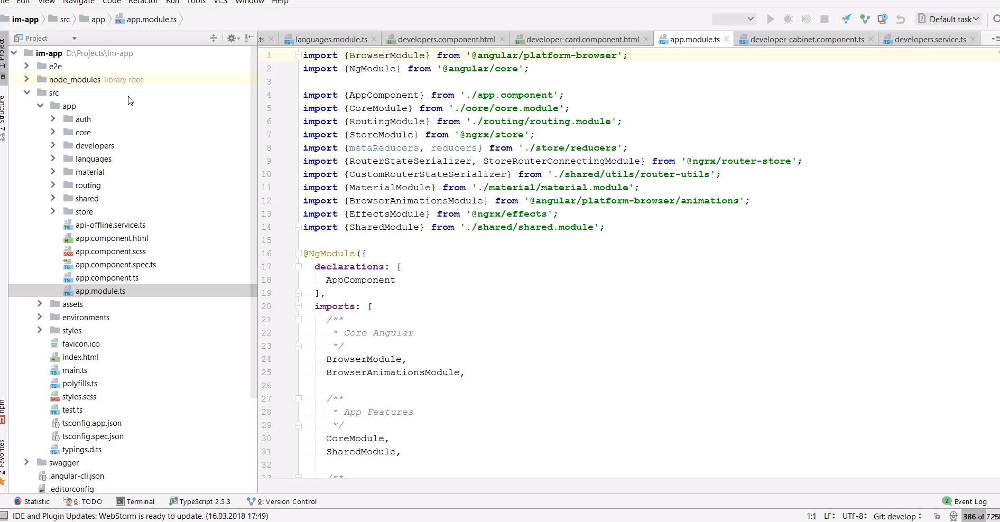 Edit View Navigate Code Refactor Run Tools VCS Window Help
im-app src app app.module.ts
Default task
Project
.ts languages.module.ts developers.component.html developer-card.component.html app.module.ts developer-cabinet.component.ts developers.service.ts
1: Project
7: Structure
npm
2: Favorites
im-app D:\Projects\im-app
e2e
node_modules library root
src
app
auth
core
developers
languages
material
routing
shared
store
api-offline.service.ts
app.component.html
app.component.scss
app.component.spec.ts
app.component.ts
app.module.ts
assets
environments
styles
favicon.ico
index.html
main.ts
polyfills.ts
styles.scss
test.ts
tsconfig.app.json
tsconfig.spec.json
typings.d.ts
swagger
.angular-cli.json
.editorconfig
1 import {BrowserModule} from '@angular/platform-browser';
2 import {NgModule} from '@angular/core';
3
4 import {AppComponent} from './app.component';
5 import {CoreModule} from './core/core.module';
6 import {RoutingModule} from './routing/routing.module';
7 import {StoreModule} from '@ngrx/store';
8 import {metaReducers, reducers} from './store/reducers';
9 import {RouterStateSerializer, StoreRouterConnectingModule} from '@ngrx/router-store';
10 import {CustomRouterStateSerializer} from './shared/utils/router-utils';
11 import {MaterialModule} from './material/material.module';
12 import {BrowserAnimationsModule} from '@angular/platform-browser/animations';
13 import {EffectsModule} from '@ngrx/effects';
14 import {SharedModule} from './shared/shared.module';
15
16 @NgModule({
17 declarations: [
18 AppComponent
19 ],
20 imports: [
21 /**
22 * Core Angular
23 */
24 BrowserModule,
25 BrowserAnimationsModule,
26
27 /**
28 * App Features
29 */
30 CoreModule,
31 SharedModule,
32
33 /**
Statistic 6: TODO Terminal TypeScript 2.5.3 9: Version Control 2 Event Log
IDE and Plugin Updates: WebStorm is ready to update. (16.03.2018 17:49) 1:1 LF UTF-8 Git: develop 386 of 725